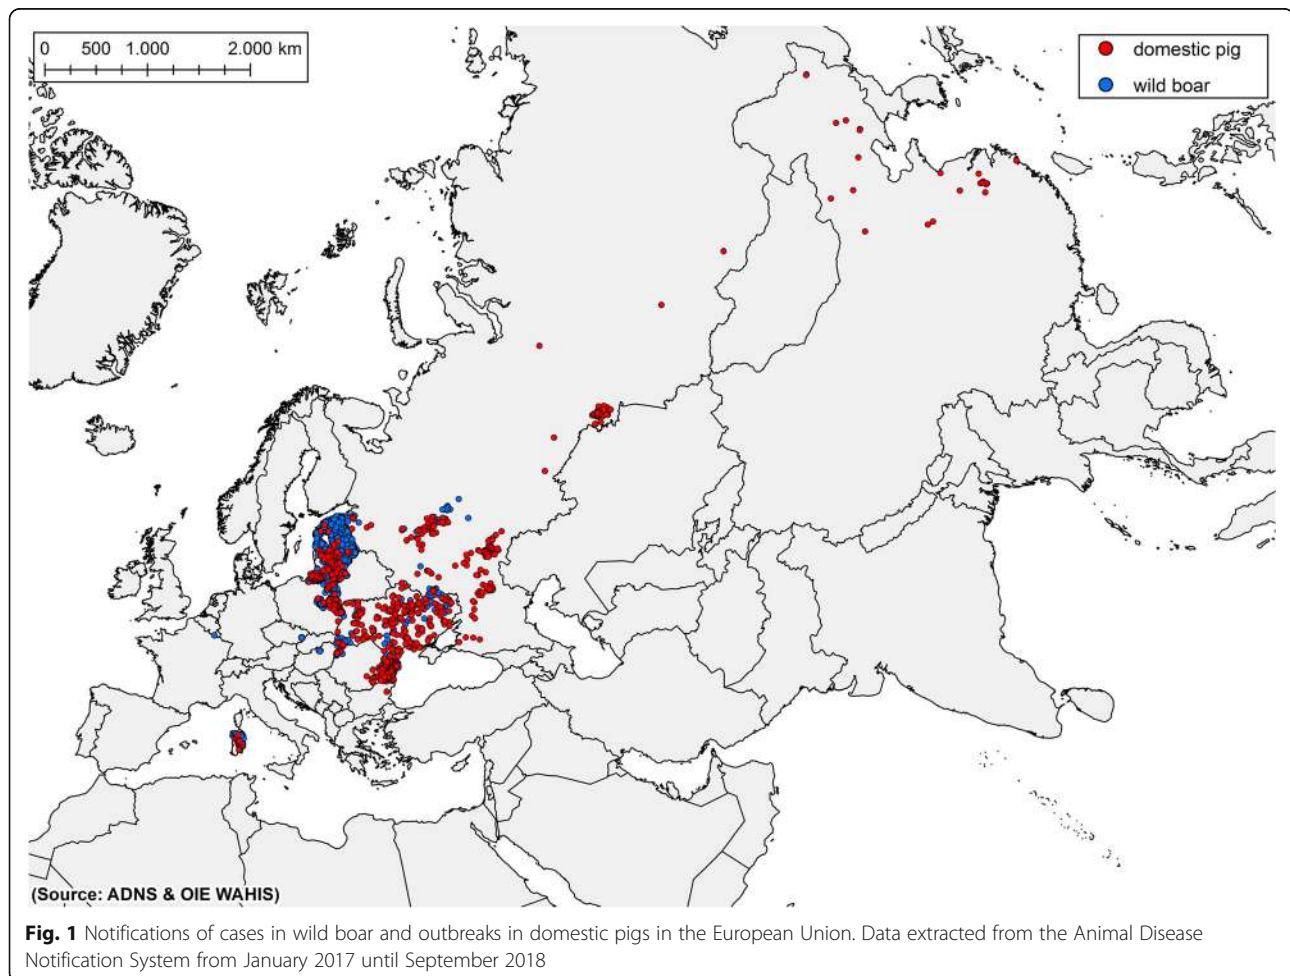 0 500 1.000 2.000 km
domestic pig
wild boar
(Source: ADNS & OIE WAHIS)
Fig. 1 Notifications of cases in wild boar and outbreaks in domestic pigs in the European Union. Data extracted from the Animal Disease
Notification System from January 2017 until September 2018